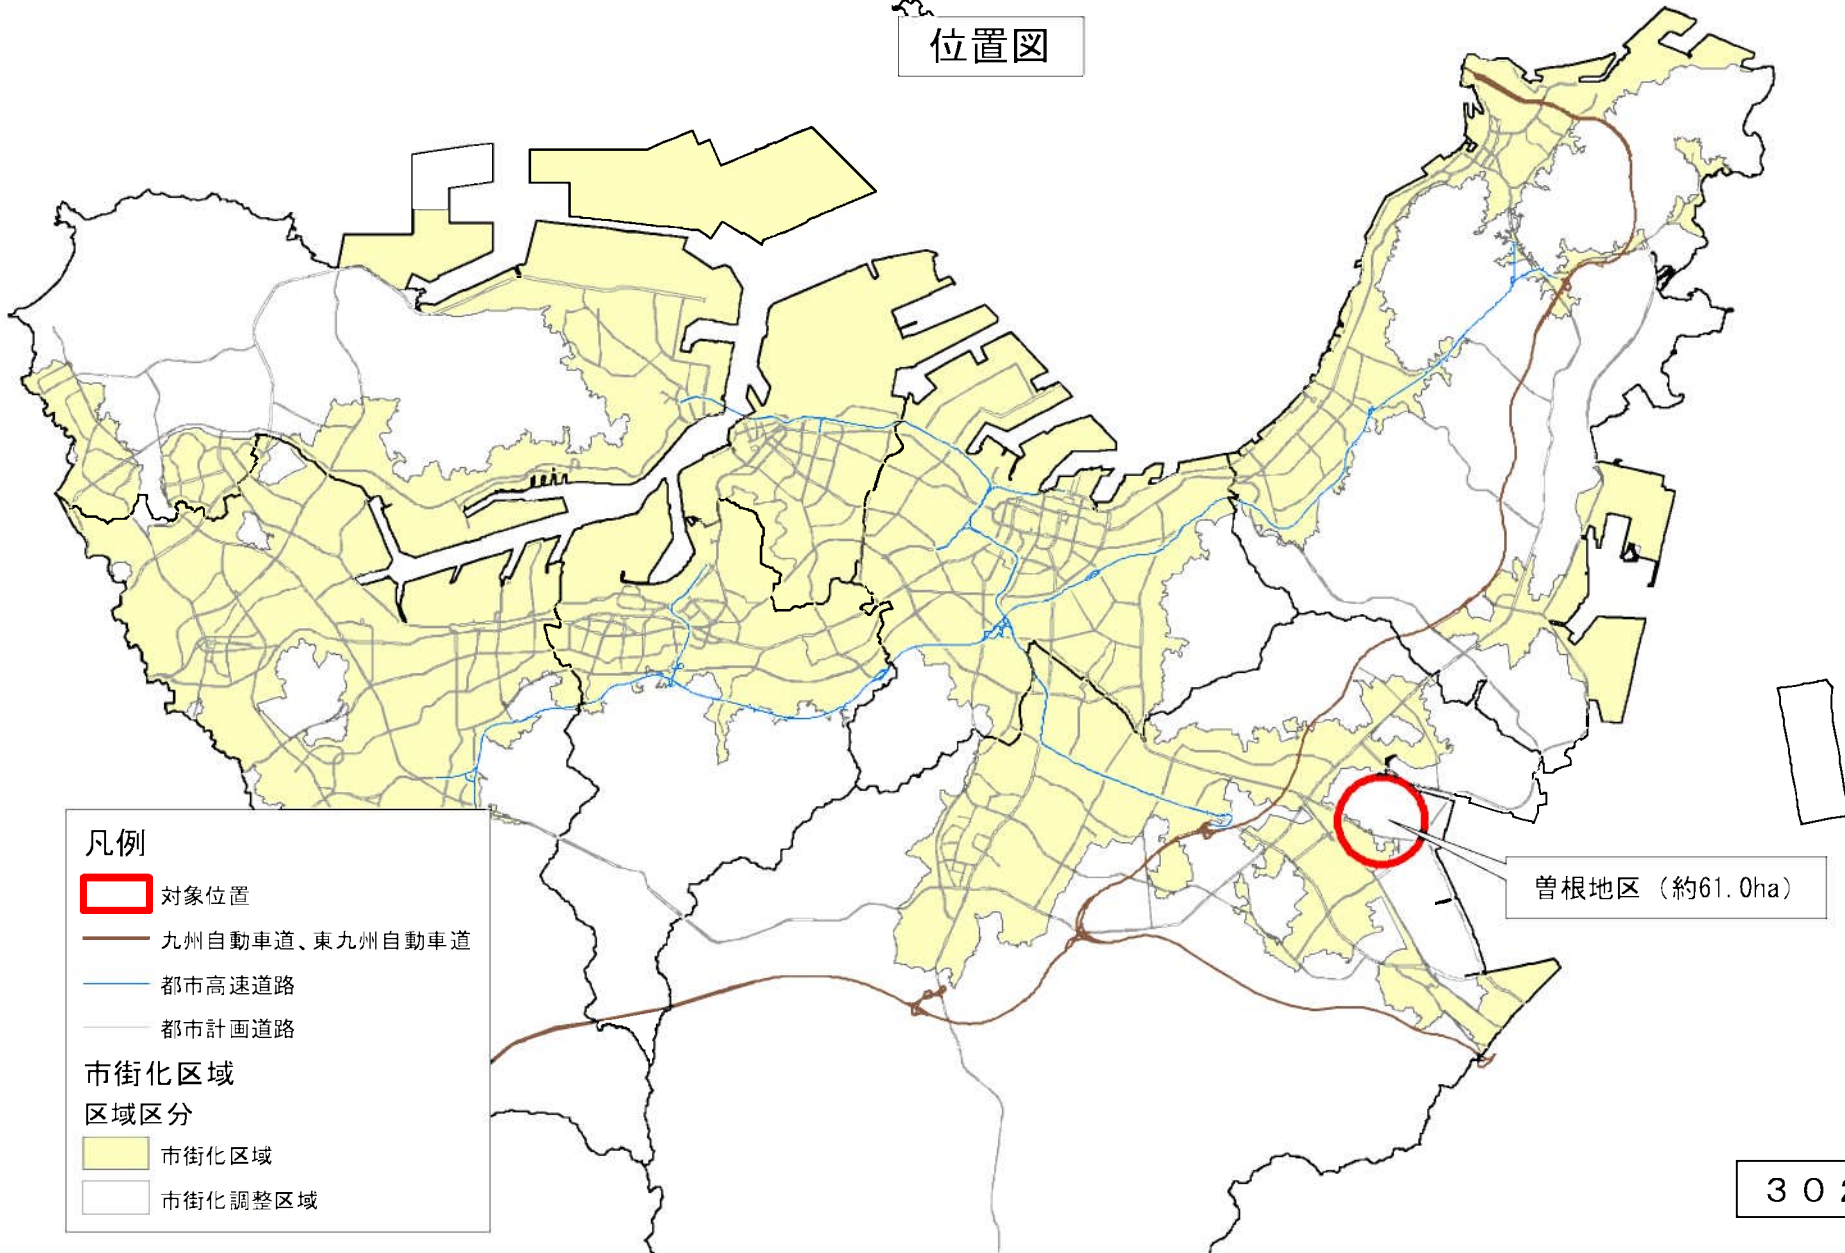 位置図
曽根地区（約61.0ha）
凡例
対象位置
九州自動車道、東九州自動車道
都市高速道路
都市計画道路
市街化区域
区域区分
市街化区域
市街化調整区域
３０